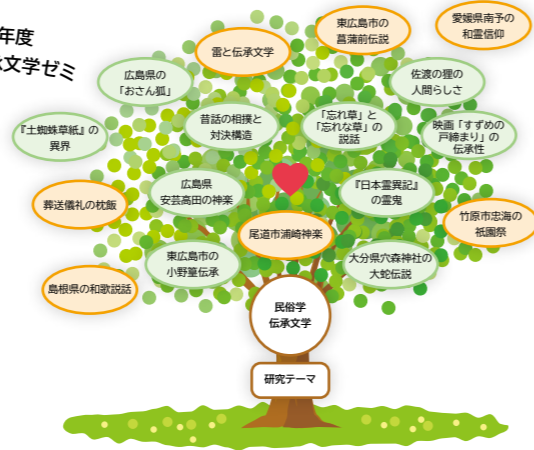 年度
文学ゼミ
雷と伝承文学
東広島市の
菖蒲前伝説
愛媛県南予の
和霊信仰
広島県の
「おさん狐」
佐渡の狸の
人間らしさ
『土蜘蛛草紙』の
異界
昔話の相撲と
対決構造
「忘れ草」と
「忘れな草」の
説話
映画「すずめの
戸締まり」の
伝承性
葬送儀礼の枕飯
広島県
安芸高田の神楽
『日本霊異記』
の霊鬼
竹原市忠海の
祇園祭
尾道市浦崎神楽
東広島市の
小野篁伝承
大分県穴森神社の
大蛇伝説
島根県の和歌説話
民俗学
伝承文学
研究テーマ